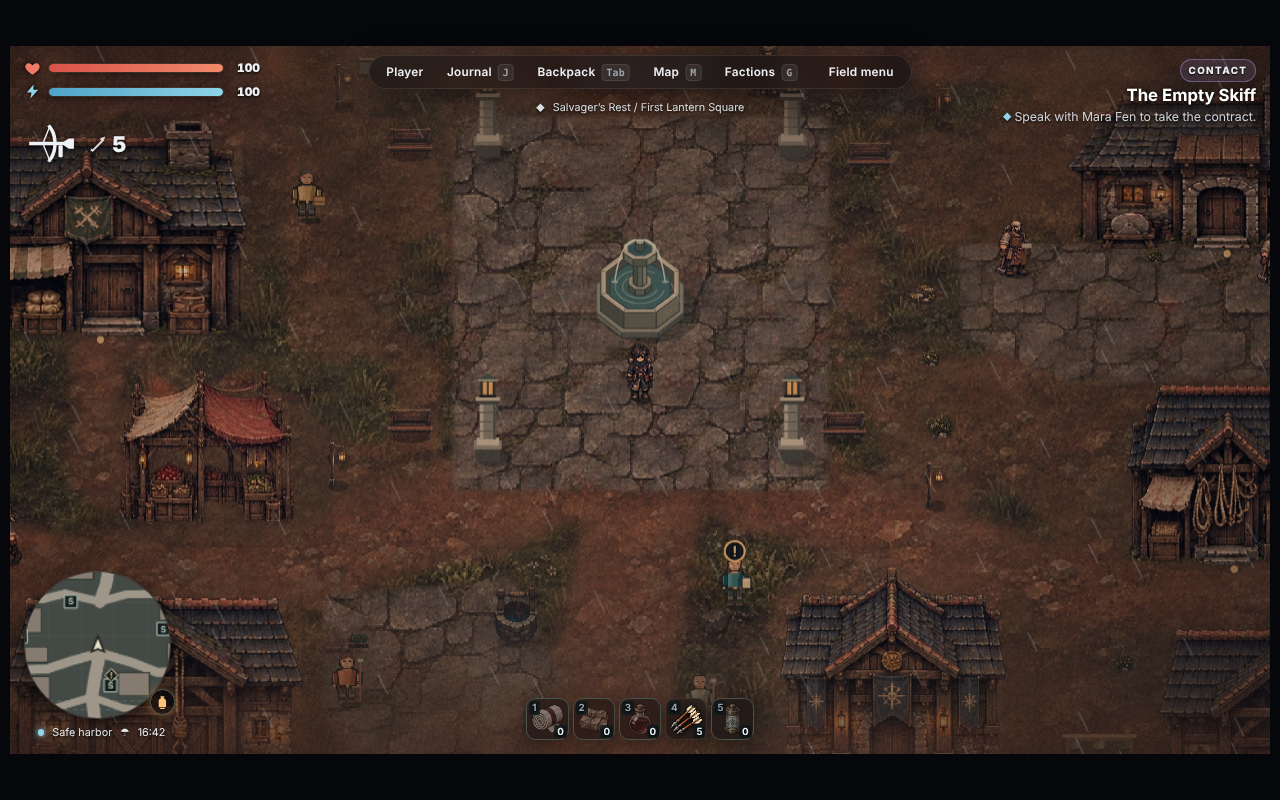 100
100
5
Player Journal J Backpack Tab Map M Factions G Field menu
Salvager's Rest / First Lantern Square
CONTACT
The Empty Skiff
Speak with Mara Fen to take the contract.
!
S
S
S
Safe harbor 16:42
1 0 2 0 3 0 4 5 5 0